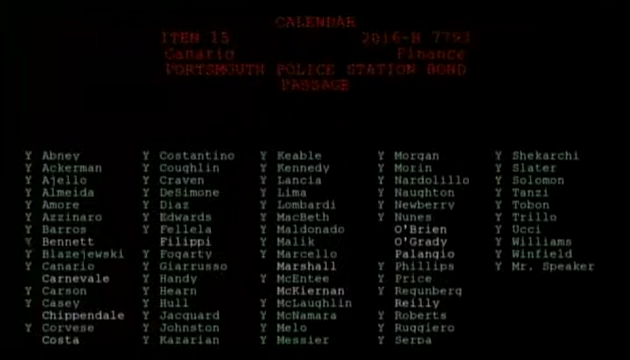 CALENDAR
ITEM 15 2016-H 7793
Canario Finance
PORTSMOUTH POLICE STATION BOND
PASSAGE
Y Abney Y Costantino Y Keable Y Morgan Y Shekarchi
Y Ackerman Y Coughlin Y Kennedy Y Morin Y Slater
Y Ajello Y Craven Y Lancia Y Nardolillo Y Solomon
Y Almeida Y DeSimone Y Lima Y Naughton Y Tanzi
Y Amore Y Diaz Y Lombardi Y Newberry Y Tobon
Y Azzinaro Y Edwards Y MacBeth Y Nunes Y Trillo
Y Barros Y Fellela Y Maldonado O'Brien Y Ucci
Y Bennett Filippi Y Malik O'Grady Y Williams
Y Blazejewski Y Fogarty Y Marcello Palangio Y Winfield
Y Canario Y Giarrusso Marshall Y Phillips Y Mr. Speaker
Carnevale Y Handy Y McEntee Y Price
Y Carson Y Hearn McKiernan Y Regunberg
Y Casey Y Hull Y McLaughlin Reilly
Chippendale Y Jacquard Y McNamara Y Roberts
Y Corvese Y Johnston Y Melo Y Ruggiero
Costa Y Kazarian Y Messier Y Serpa